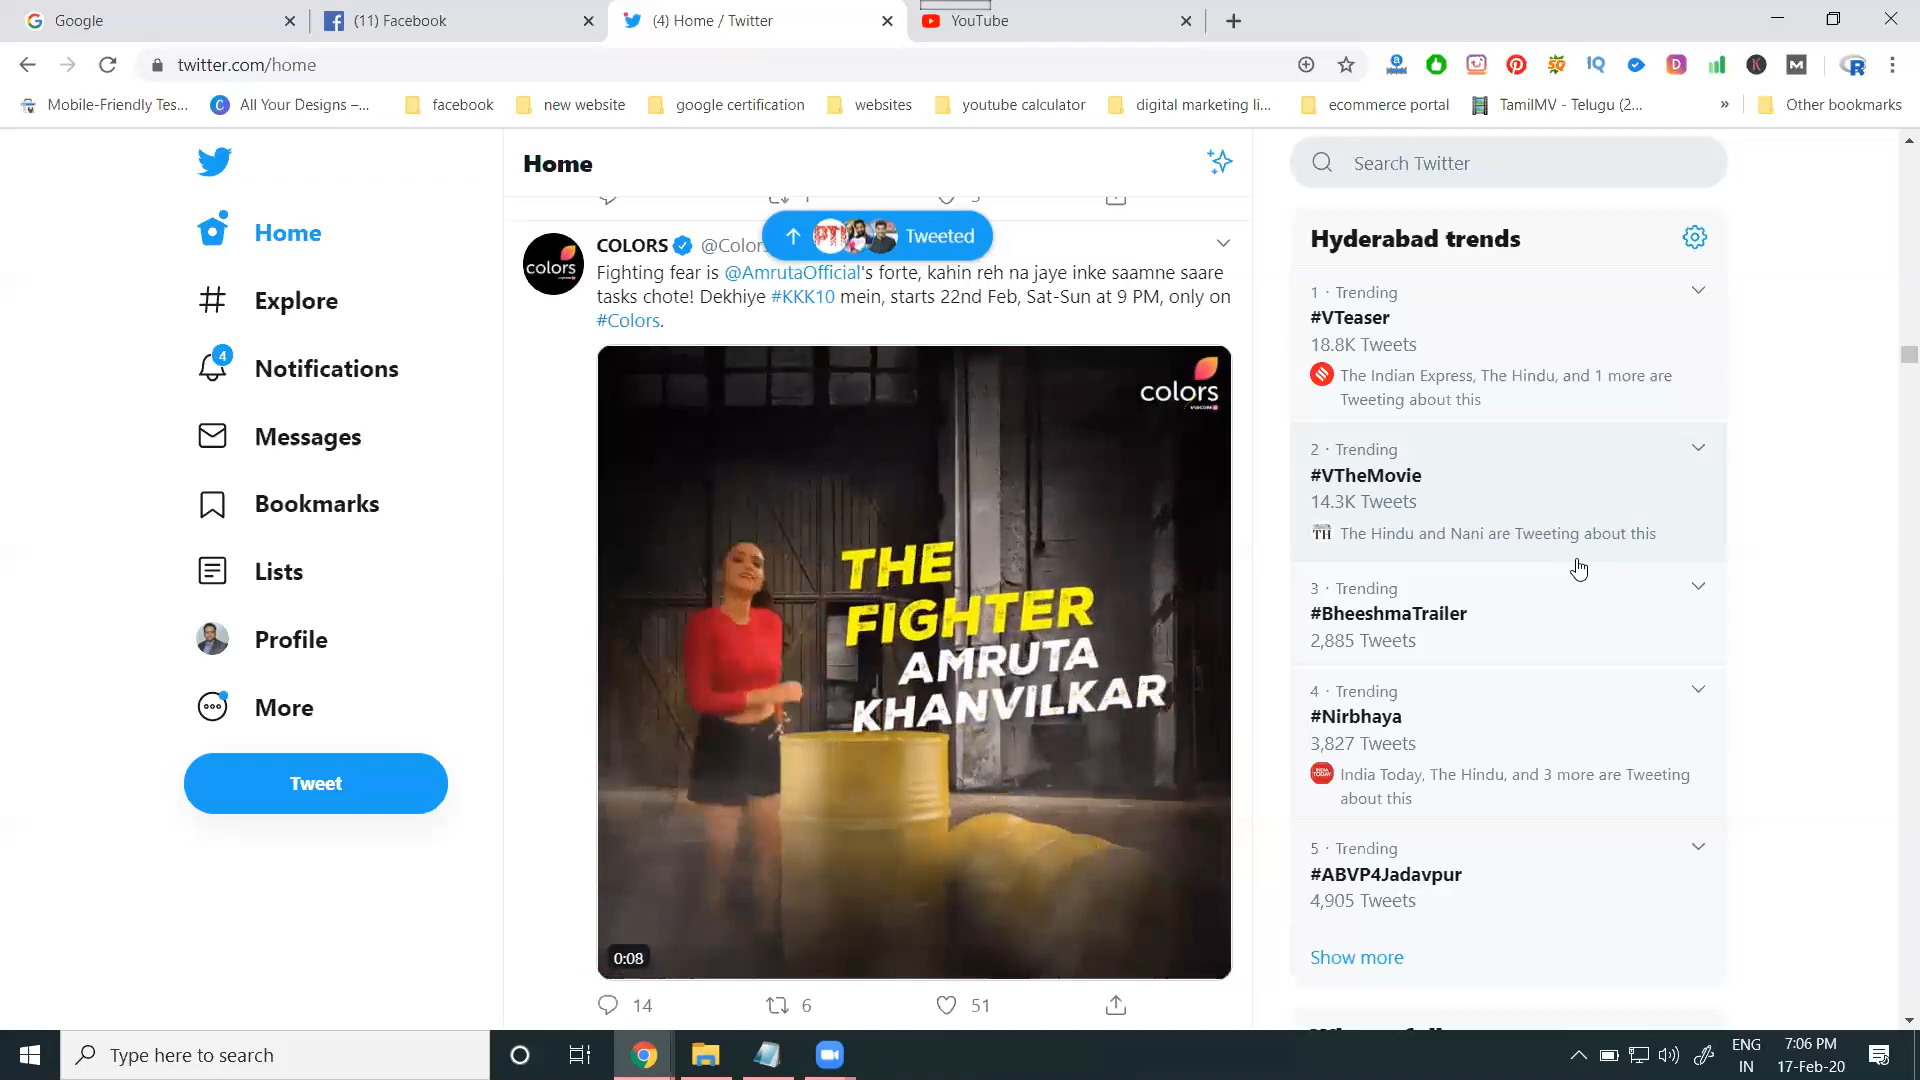 Google
(11) Facebook
(4) Home / Twitter
YouTube
twitter.com/home
Mobile-Friendly Tes...
All Your Designs –...
facebook
new website
google certification
websites
youtube calculator
digital marketing li...
ecommerce portal
TamilMV - Telugu (2...
»
Other bookmarks
Home
Explore
4
Notifications
Messages
Bookmarks
Lists
Profile
More
Tweet
Home
Tweeted
COLORS
Fighting fear is @AmrutaOfficial's forte, kahin reh na jaye inke saamne saare
tasks chote! Dekhiye #KKK10 mein, starts 22nd Feb, Sat-Sun at 9 PM, only on
#Colors.
colors
colors
THE
FIGHTER
AMRUTA
KHANVILKAR
0:08
14
6
51
Search Twitter
Hyderabad trends
1 · Trending
#VTeaser
18.8K Tweets
The Indian Express, The Hindu, and 1 more are
Tweeting about this
2 · Trending
#VTheMovie
14.3K Tweets
TH
The Hindu and Nani are Tweeting about this
3 · Trending
#BheeshmaTrailer
2,885 Tweets
4 · Trending
#Nirbhaya
3,827 Tweets
India Today, The Hindu, and 3 more are Tweeting
about this
5 · Trending
#ABVP4Jadavpur
4,905 Tweets
Show more
Type here to search
ENG
IN
7:06 PM
17-Feb-20